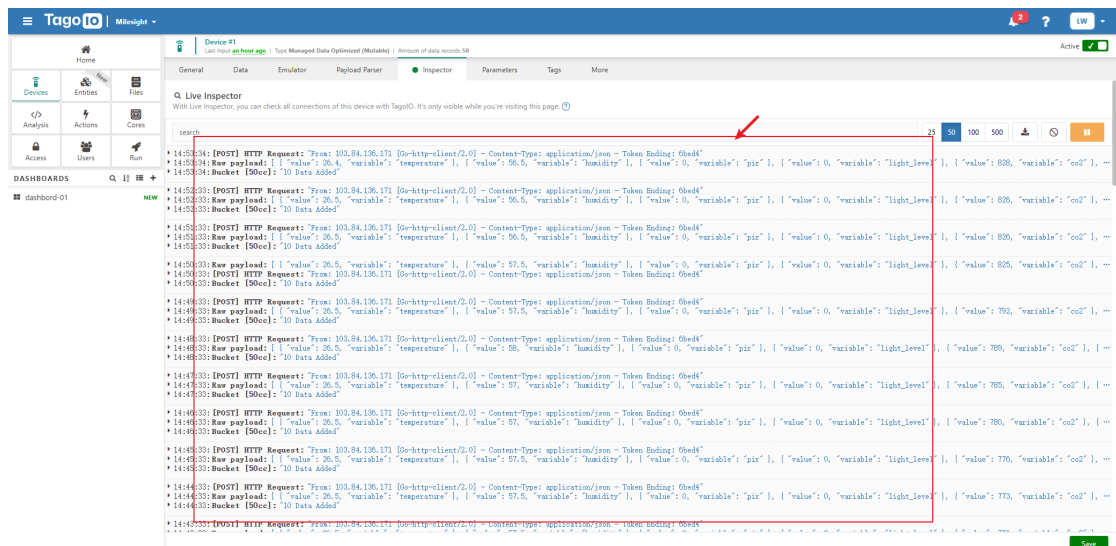 Tago IO Milesight
2 ? LW
Home
Devices
Entities
New
Files
Analysis
Actions
Cores
Access
Users
Run
DASHBOARDS
dashbord-01 NEW
Device #1
Last input an hour ago | Type Managed Data Optimized (Mutable) | Amount of data records 50
Active
General Data Emulator Payload Parser Inspector Parameters Tags More
Live Inspector
With Live Inspector, you can check all connections of this device with TagoIO. It's only visible while you're visiting this page.
search 25 50 100 500
14:53:34: [POST] HTTP Request: "From: 103.84.136.171 [Go-http-client/2.0] - Content-Type: application/json - Token Ending: 6bed4"
14:53:34: Raw payload: [ { "value": 26.4, "variable": "temperature" }, { "value": 56.5, "variable": "humidity" }, { "value": 0, "variable": "pir" }, { "value": 0, "variable": "light_level" }, { "value": 828, "variable": "co2" }, ...
14:53:34: Bucket [50cc]: "10 Data Added"
14:52:33: [POST] HTTP Request: "From: 103.84.136.171 [Go-http-client/2.0] - Content-Type: application/json - Token Ending: 6bed4"
14:52:33: Raw payload: [ { "value": 26.5, "variable": "temperature" }, { "value": 56.5, "variable": "humidity" }, { "value": 0, "variable": "pir" }, { "value": 0, "variable": "light_level" }, { "value": 826, "variable": "co2" }, ...
14:52:33: Bucket [50cc]: "10 Data Added"
14:51:33: [POST] HTTP Request: "From: 103.84.136.171 [Go-http-client/2.0] - Content-Type: application/json - Token Ending: 6bed4"
14:51:33: Raw payload: [ { "value": 26.5, "variable": "temperature" }, { "value": 56.5, "variable": "humidity" }, { "value": 0, "variable": "pir" }, { "value": 0, "variable": "light_level" }, { "value": 826, "variable": "co2" }, ...
14:51:33: Bucket [50cc]: "10 Data Added"
14:50:33: Raw payload: [ { "value": 26.5, "variable": "temperature" }, { "value": 57.5, "variable": "humidity" }, { "value": 0, "variable": "pir" }, { "value": 0, "variable": "light_level" }, { "value": 825, "variable": "co2" }, ...
14:50:33: [POST] HTTP Request: "From: 103.84.136.171 [Go-http-client/2.0] - Content-Type: application/json - Token Ending: 6bed4"
14:50:33: Bucket [50cc]: "10 Data Added"
14:49:33: [POST] HTTP Request: "From: 103.84.136.171 [Go-http-client/2.0] - Content-Type: application/json - Token Ending: 6bed4"
14:49:33: Raw payload: [ { "value": 26.5, "variable": "temperature" }, { "value": 57.5, "variable": "humidity" }, { "value": 0, "variable": "pir" }, { "value": 0, "variable": "light_level" }, { "value": 792, "variable": "co2" }, ...
14:49:33: Bucket [50cc]: "10 Data Added"
14:48:33: [POST] HTTP Request: "From: 103.84.136.171 [Go-http-client/2.0] - Content-Type: application/json - Token Ending: 6bed4"
14:48:33: Raw payload: [ { "value": 26.5, "variable": "temperature" }, { "value": 58, "variable": "humidity" }, { "value": 0, "variable": "pir" }, { "value": 0, "variable": "light_level" }, { "value": 789, "variable": "co2" }, { ...
14:48:33: Bucket [50cc]: "10 Data Added"
14:47:33: [POST] HTTP Request: "From: 103.84.136.171 [Go-http-client/2.0] - Content-Type: application/json - Token Ending: 6bed4"
14:47:33: Raw payload: [ { "value": 26.5, "variable": "temperature" }, { "value": 57, "variable": "humidity" }, { "value": 0, "variable": "pir" }, { "value": 0, "variable": "light_level" }, { "value": 785, "variable": "co2" }, { ...
14:47:33: Bucket [50cc]: "10 Data Added"
14:46:33: [POST] HTTP Request: "From: 103.84.136.171 [Go-http-client/2.0] - Content-Type: application/json - Token Ending: 6bed4"
14:46:33: Raw payload: [ { "value": 26.5, "variable": "temperature" }, { "value": 57, "variable": "humidity" }, { "value": 0, "variable": "pir" }, { "value": 0, "variable": "light_level" }, { "value": 780, "variable": "co2" }, { ...
14:46:33: Bucket [50cc]: "10 Data Added"
14:45:33: [POST] HTTP Request: "From: 103.84.136.171 [Go-http-client/2.0] - Content-Type: application/json - Token Ending: 6bed4"
14:45:33: Raw payload: [ { "value": 26.5, "variable": "temperature" }, { "value": 57.5, "variable": "humidity" }, { "value": 0, "variable": "pir" }, { "value": 0, "variable": "light_level" }, { "value": 776, "variable": "co2" }, ...
14:45:33: Bucket [50cc]: "10 Data Added"
14:44:33: [POST] HTTP Request: "From: 103.84.136.171 [Go-http-client/2.0] - Content-Type: application/json - Token Ending: 6bed4"
14:44:33: Raw payload: [ { "value": 26.5, "variable": "temperature" }, { "value": 57.5, "variable": "humidity" }, { "value": 0, "variable": "pir" }, { "value": 0, "variable": "light_level" }, { "value": 773, "variable": "co2" }, ...
14:44:33: Bucket [50cc]: "10 Data Added"
14:43:33: [POST] HTTP Request: "From: 103.84.136.171 [Go-http-client/2.0] - Content-Type: application/json - Token Ending: 6bed4"
Save